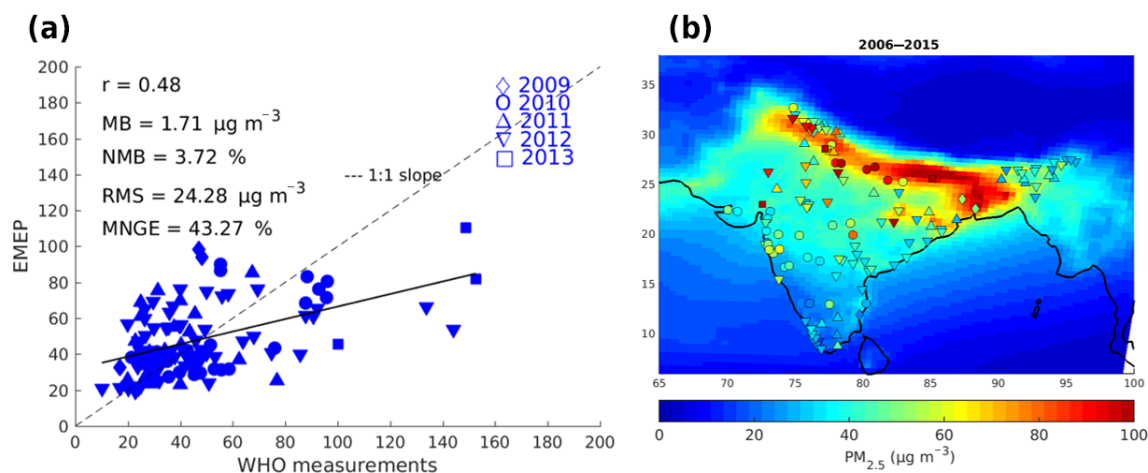 (a)
200
180
160
140
120
100
80
60
40
20
0
EMEP
r = 0.48
MB = 1.71 μg m⁻³
NMB = 3.72 %
RMS = 24.28 μg m⁻³
MNGE = 43.27 %
--- 1:1 slope
2009
2010
2011
2012
2013
0 20 40 60 80 100 120 140 160 180 200
WHO measurements
(b)
2006—2015
35
30
25
20
15
10
65 70 75 80 85 90 95 100
0 20 40 60 80 100
PM₂.₅ (μg m⁻³)